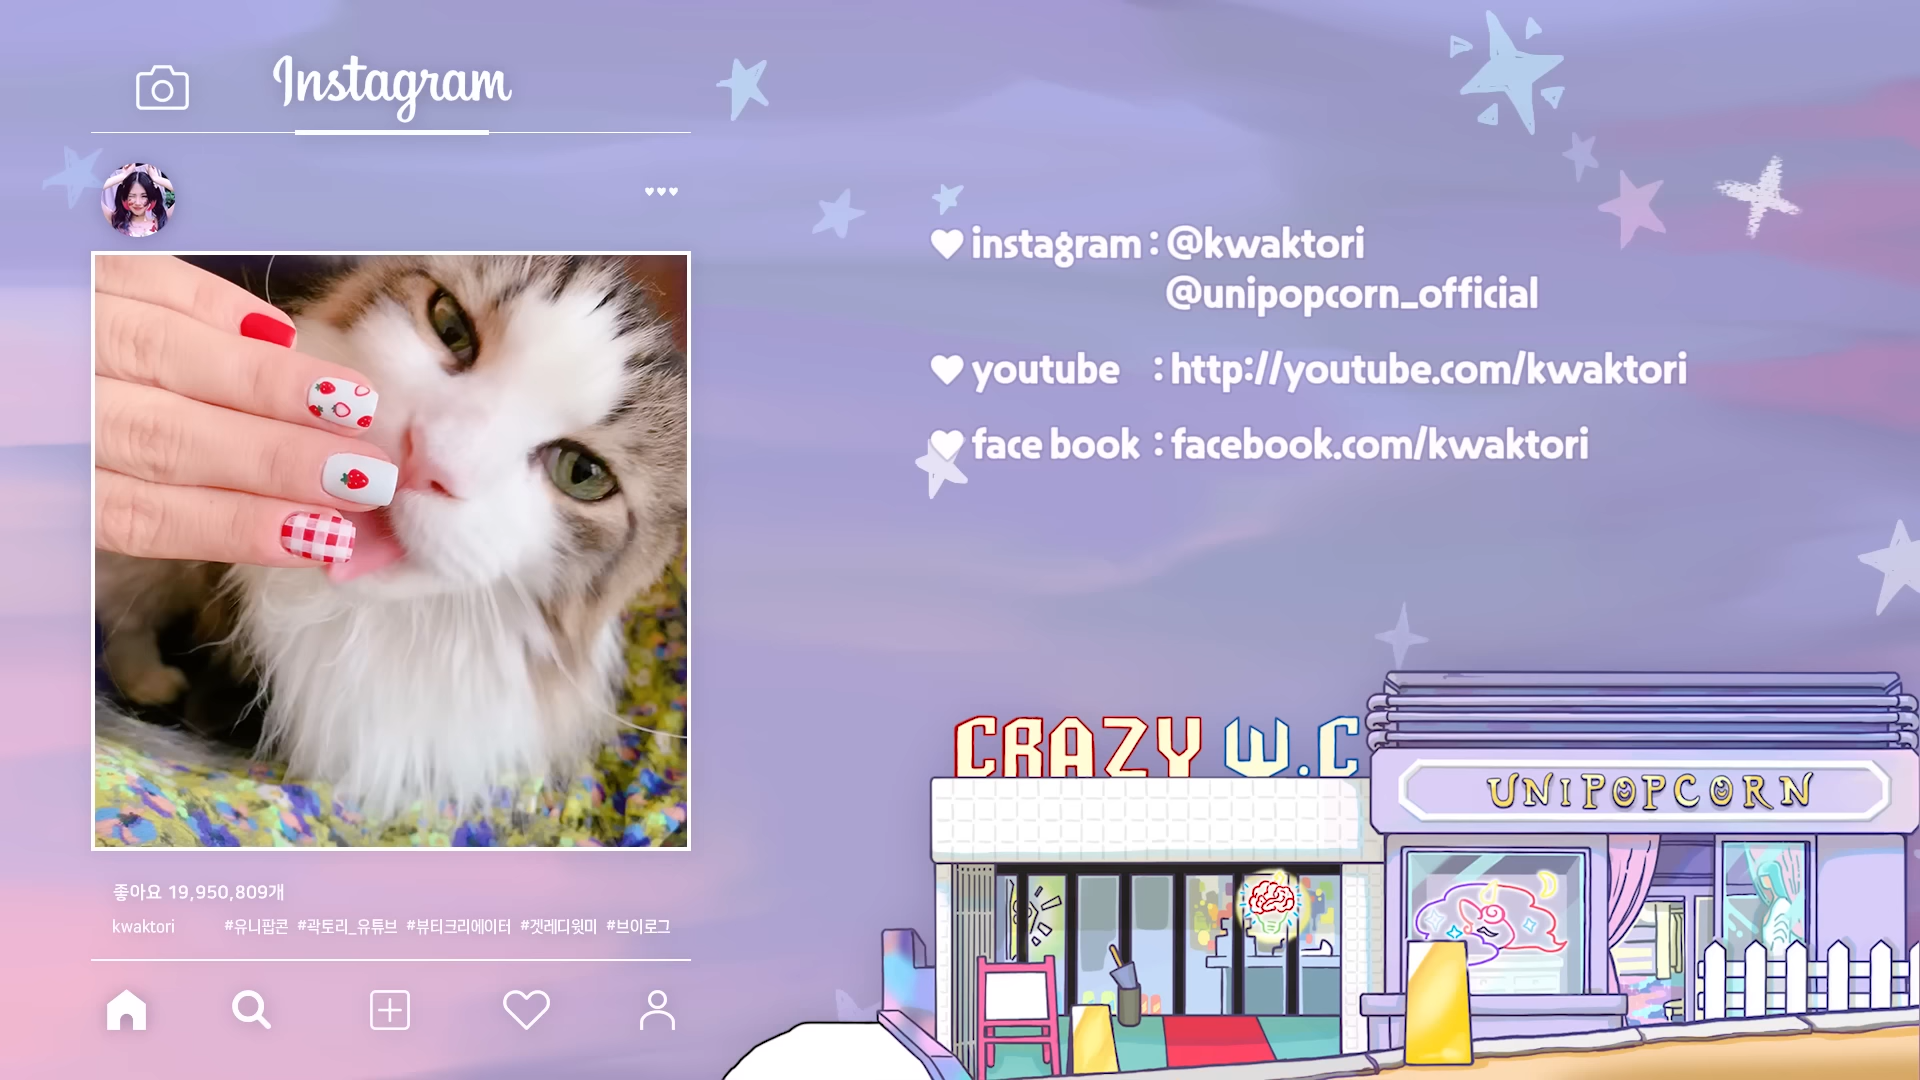 Instagram
instagram : @kwaktori
@unipopcorn_official
youtube : http://youtube.com/kwaktori
face book : facebook.com/kwaktori
CRAZY W.C
UNIPOPCORN
좋아요 19,950,809개
kwaktori #유니팝콘 #곽토리_유튜브 #뷰티크리에이터 #겟레디윗미 #브이로그